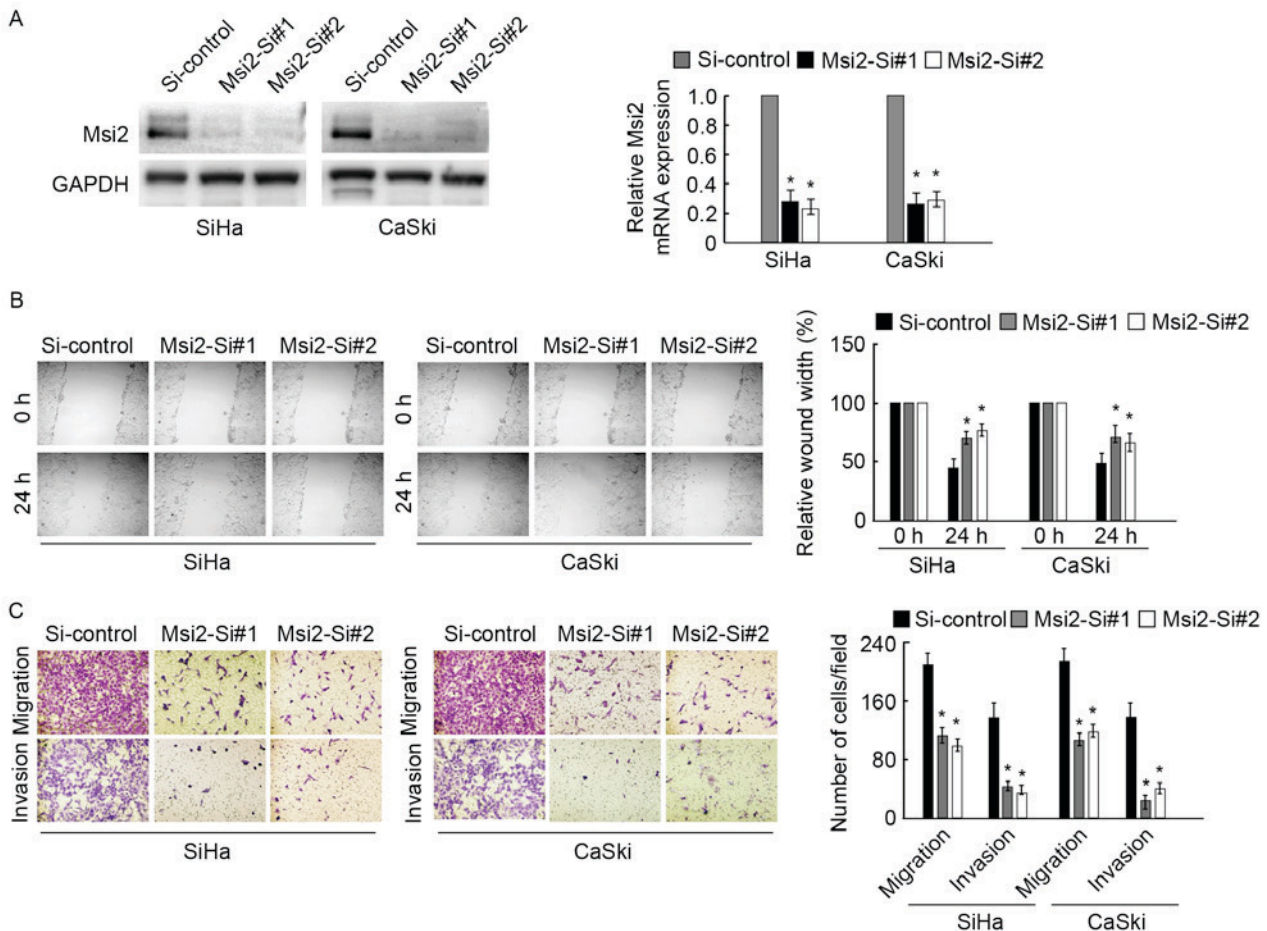 A
Si-control
Msi2-Si#1
Msi2-Si#2
Si-control
Msi2-Si#1
Msi2-Si#2
Msi2
GAPDH
SiHa
CaSki
Si-control Msi2-Si#1 Msi2-Si#2
Relative Msi2
mRNA expression
1.0
0.8
0.6
0.4
0.2
0
* *
* *
SiHa
CaSki
B
Si-control Msi2-Si#1 Msi2-Si#2
0 h
24 h
SiHa
Si-control Msi2-Si#1 Msi2-Si#2
0 h
24 h
CaSki
Si-control Msi2-Si#1 Msi2-Si#2
Relative wound width (%)
150
100
50
0
* *
* *
0 h 24 h 0 h 24 h
SiHa CaSki
C
Si-control Msi2-Si#1 Msi2-Si#2
Migration
Invasion
SiHa
Si-control Msi2-Si#1 Msi2-Si#2
Migration
Invasion
CaSki
Si-control Msi2-Si#1 Msi2-Si#2
Number of cells/field
240
160
80
0
* *
* *
* *
* *
Migration
Invasion
Migration
Invasion
SiHa CaSki